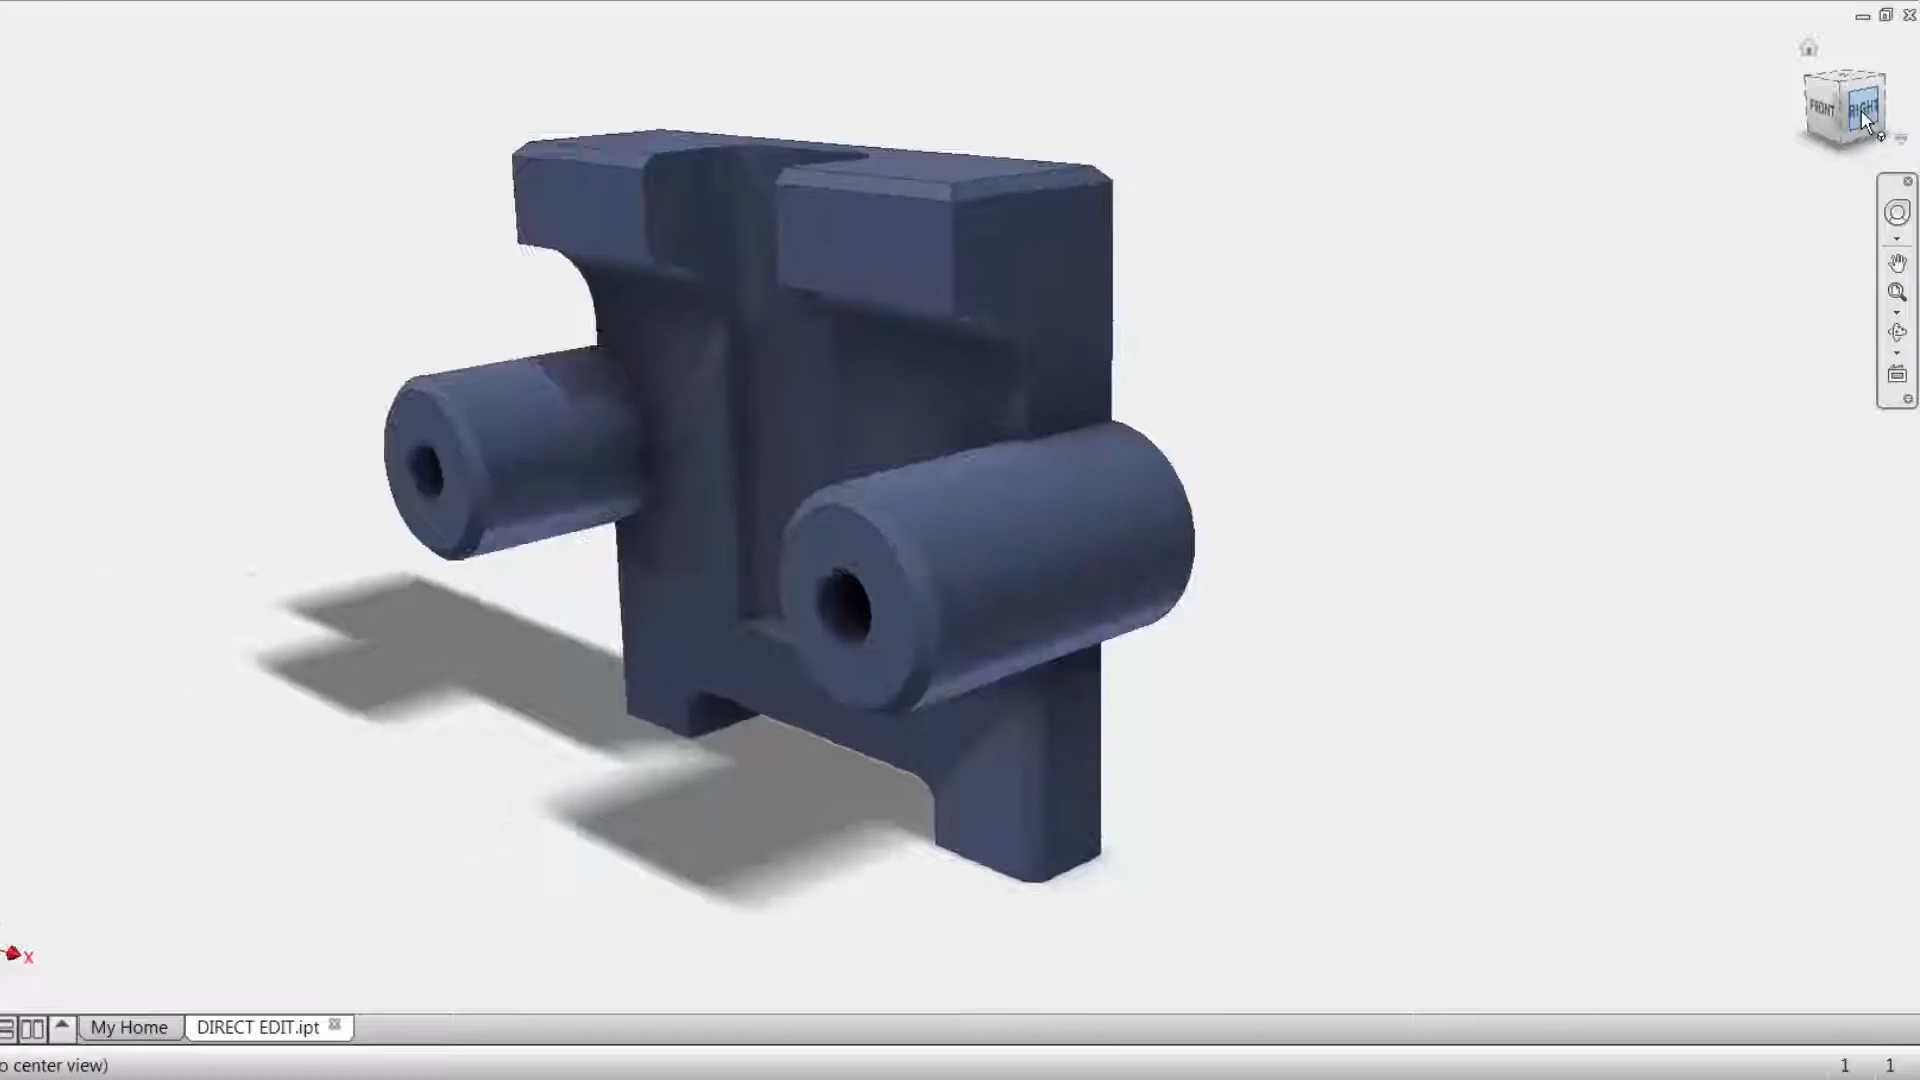 FRONT
RIGHT
X
My Home
DIRECT EDIT.ipt
o center view)
1 1